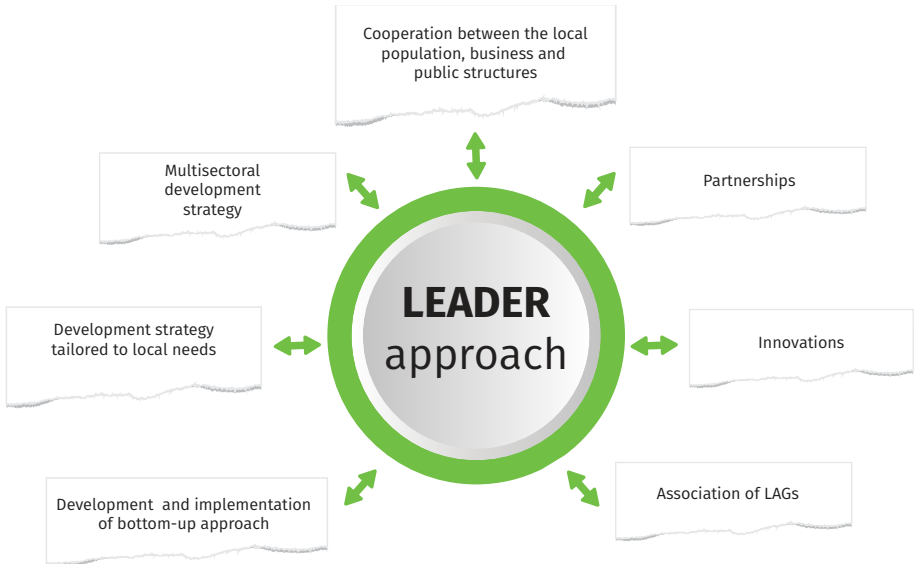 Cooperation between the local
population, business and
public structures
Multisectoral
development
strategy
Partnerships
LEADER
approach
Development strategy
tailored to local needs
Innovations
Development and implementation
of bottom-up approach
Association of LAGs